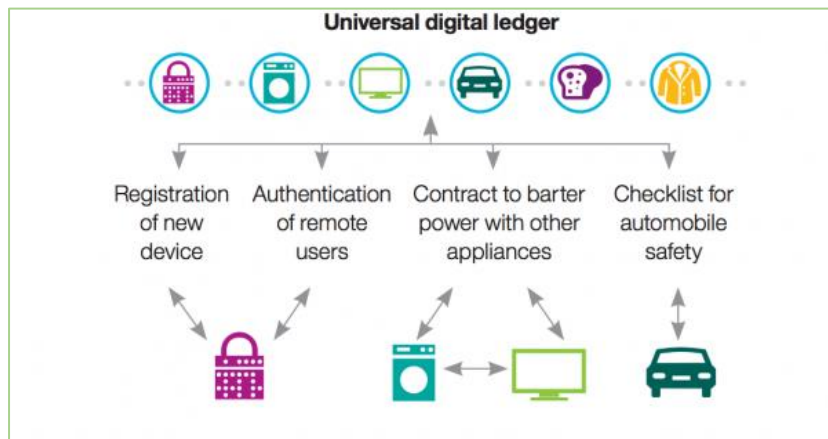 Universal digital ledger
Registration
of new
device
Authentication
of remote
users
Contract to barter
power with other
appliances
Checklist for
automobile
safety